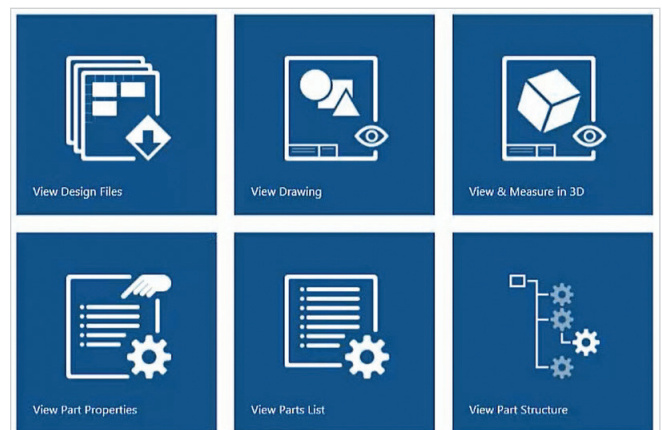 View Design Files
View Drawing
View & Measure in 3D
View Part Properties
View Parts List
View Part Structure